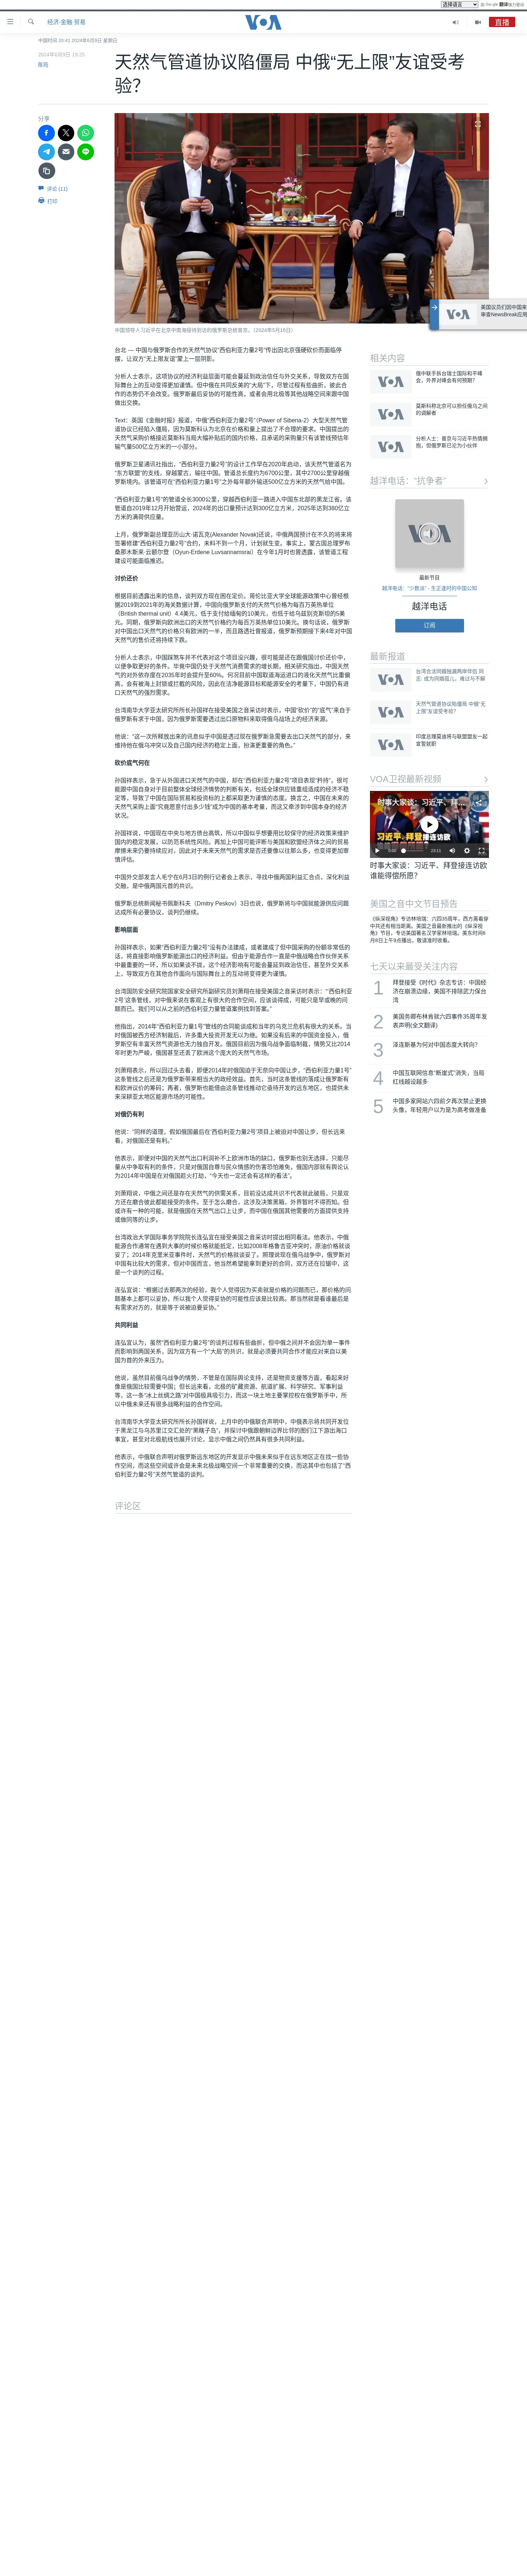 选择语言
翻译
经济·金融·贸易
VOA
直播
中国时间 20:41 2024年6月9日 星期日
2024年6月9日 19:25
陈筠
天然气管道协议陷僵局 中俄“无上限”友谊受考
验？
分享
评论 (11)
打印
中国领导人习近平在北京中南海接待到访的俄罗斯总统普京。（2024年5月16日）
美国议员们因中国来
审查NewsBreak应用
台北 — 中国与俄罗斯合作的天然气协议“西伯利亚力量2号”传出因北京强硬砍价而面临停
摆，让双方“无上限友谊”蒙上一层阴影。
分析人士表示，这项协议的经济利益层面可能性会蔓延到政治信任与外交关系，导致双方在国
际舞台上的互动变得更加谨慎。但中俄在共同反美的“大局”下，尽管过程有些曲折，彼此合
作的态势仍不会改变。俄罗斯最后妥协的可能性或高，或者会用北极等其他战略空间来跟中国
做出交换。
Text：英国《金融时报》报道，中俄“西伯利亚力量2号”（Power of Siberia-2）大型天然气管
道协议已经陷入僵局，因为莫斯科认为北京在价格和量上提出了不合理的要求。中国提出的
天然气采购价格接近莫斯科当局大幅补贴后的国内价格，且承诺的采购量只有该管线预估年
输气量500亿立方米的一小部分。
俄罗斯卫星通讯社指出，“西伯利亚力量2号”的设计工作早在2020年启动，该天然气管道名为
“东方联盟”的支线，穿越蒙古，输往中国。管道总长度约为6700公里，其中2700公里穿越俄
罗斯境内。该管道可在“西伯利亚力量1号”之外每年额外输送500亿立方米的天然气给中国。
“西伯利亚力量1号”的管道全长3000公里，穿越西伯利亚一路进入中国东北部的黑龙江省。该
管道自2019年12月开始营运，2024年的出口量预计达到300亿立方米，2025年达到380亿立
方米的满荷供应量。
上月，俄罗斯副总理亚历山大·诺瓦克(Alexander Novak)还说，中俄两国预计在不久的将来将
签署修建“西伯利亚力量2号”合约，未料不到一个月，计划就生变。事实上，蒙古国总理罗布
桑那木斯来·云额尔登（Oyun-Erdene Luvsannamsrai）在今年1月时也曾透露，该管道工程
建设可能面临推迟。
讨价还价
根据目前透露出来的信息，谈判双方出现在固在定价。哥伦比亚大学全球能源政策中心曾经根
据2019到2021年的海关数据计算，中国向俄罗斯支付的天然气价格为每百万英热单位
（British thermal unit）4.4美元，也低于支付给缅甸的10美元，也低于给乌兹别克斯坦的5美
元。同期，俄罗斯向欧洲出口的天然气价格约为每百万英热单位10美元。换句话说，俄罗斯
对中国出口天然气的价格只有欧洲的一半，而且路透社曾报道，俄罗斯预期接下来4年对中国
天然气的售价还将下跌。
分析人士表示，中国踩煞车并不代表对这个项目没兴趣，很可能是还在跟俄国讨价还价中，
以便争取更好的条件。毕竟中国仍处于天然气消费需求的增长期，相关研究指出，中国天然
气的对外依存度在2035年时会提升至60%。何况目前中国取道海运进口的液化天然气比重偏
高，会有被海上封锁或拦截的风险，因此在洁净能源目标和能源安全的考量下，中国仍有进
口天然气的强烈需求。
台湾南华大学亚太研究所所长孙国祥在接受美国之音采访时表示，中国“砍价”的“底气”来自于
俄罗斯有求于中国，因为俄罗斯需要透过出口原物料来取得俄乌战场上的经济来源。
他说：“这一次所释放出来的讯息似乎中国是透过现在俄罗斯急需要去出口天然气的部分，来
维持他在俄乌冲突以及自己国内经济的稳定上面，扮演更重要的角色。”
砍价底气何在
孙国祥表示，急于从外国进口天然气的中国，却在“西伯利亚力量2号”项目表现“矜持”，很可
能跟中国自身对于目前整体全球经济情势的判断有关，包括全球供应链重组造成的经济不稳
定等，导致了中国在国际贸易和投资标的上都采取更为谨慎的态度。换言之，中国在未来的
天然气采购上面“究竟愿意付出多少钱”成为中国的基本考量，而这又牵涉到中国本身的经济
状况。
孙国祥说，中国现在中央与地方债台高筑，所以中国似乎想要用比较保守的经济政策来维护
国内的稳定发展，以防范系统性风险。再加上中国可能评断与美国和欧盟经济体之间的贸易
摩擦未来仍要持续或恶化下去，中国对于未来的天然气需求是否还要像以往那么多，也变得更加审
慎评估。
中国外交部发言人毛宁在6月3日的例行记者会上表示，寻找中俄两国利益汇合点，深化利益
交融，是中俄两国元首的共识。
俄罗斯总统新闻秘书佩斯科夫（Dmitry Peskov）3日也说，俄罗斯将与中国就能源供应问题
达成所有必要协议，谈判仍继续。
影响层面
孙国祥表示，如果“西伯利亚力量2号”没有办法建成，或者建成了但中国采购的份额非常低的
话，将直接影响俄罗斯能源出口的经济利益。但由于能源合作一直是中俄战略合作伙伴关系
中最重要的一环，所以如果谈不拢，这个经济影响有可能会蔓延到政治信任，甚至外交关系
上，导致双方在其他合作面向与国际舞台上的互动将变得更为谨慎。
台湾国防安全研究院国家安全研究所副研究员刘萧翔在接受美国之音采访时表示：“‘西伯利亚
2号’这条管线，对中俄来说在客观上有很大的合作空间，应该谈得成，可能只是早或晚的问
题而已。我们可以从之前的西伯利亚力量管道案例找到答案。”
他指出，2014年“西伯利亚力量1号”管线的合同能谈成和当年的乌克兰危机有很大的关系。当
时俄国被西方经济制裁后，许多重大投资开发无以为继。如果没有后来的中国资金投入，俄
罗斯空有丰富天然气资源也无力独自开发。俄国目前因为俄乌战争面临制裁，情势又比2014
年时更为严峻，俄国甚至还丢了欧洲这个庞大的天然气市场。
刘萧翔表示，所以回过头去看，即便2014年时俄国迫于无奈向中国让步，“西伯利亚力量1号”
这条管线之后还是为俄罗斯带来相当大的政经效益。首先，当时这条管线的落成让俄罗斯有
和欧洲议价的筹码；再者，俄罗斯也能借由这条管线推动它亟待开发的远东地区，也提供未
来深耕亚太地区能源市场的可能性。
对俄仍有利
他说：“同样的道理，假如俄国最后在‘西伯利亚力量2号’项目上被迫对中国让步，但长远来
看，对俄国还是有利。”
他表示，即便对中国的天然气出口利润补不上欧洲市场的缺口，俄罗斯也别无选择，只能尽
量从中争取有利的条件，只是对俄国自尊与民众情感的伤害恐怕难免，俄国内部就有舆论认
为2014年中国是在对俄国趁火打劫，“今天也一定还会有这样的看法”。
刘萧翔说，中俄之间还是存在天然气的供需关系，目前没达成共识不代表就此破局，只是双
方还在磨合彼此都能接受的条件。至于怎么磨合，这涉及决策黑箱，外界暂时不得而知。但
或许有一种的可能，就是俄国在天然气出口上让步，而中国在俄国其他需要的方面提供支持
或做同等的让步。
台湾政治大学国际事务学院院长连弘宜在接受美国之音采访时提出相同看法。他表示，中俄
能源合作通常在遇到大事的时候价格就能抵定，比如2008年格鲁吉亚冲突时，原油价格就谈
妥了；2014年克里米亚事件时，天然气的价格就谈妥了。照理说现在俄乌战争中，俄罗斯对
中国有比较大的需求，但对中国而言，他当然希望能拿到更好的合同，双方还在拉锯中，这
是一个谈判的过程。
连弘宜说：“根据过去那两次的经验，我个人觉得因为买卖就是价格的问题而已，那价格的问
题基本上都可以妥协，所以我个人觉得妥协的可能性应该是比较高。那当然就是看谁最后是
有需求对方的，就是等于说被迫要妥协。”
共同利益
连弘宜认为，虽然“西伯利亚力量2号”的谈判过程有些曲折，但中俄之间并不会因为单一事件
而影响到两国关系，因为双方有一个“大局”的共识，就是必须要共同合作才能应对来自以美
国为首的外来压力。
他说，虽然目前俄乌战争的情势，不管是在国际舆论支持，还是物资支援等方面，看起来好
像是俄国比较需要中国；但长远来看，北极的矿藏资源、航道扩展、科学研究、军事利益
等，这一条“冰上丝绸之路”对中国极具吸引力，而这一块土地主要掌控权在俄罗斯手中，所
以中俄未来还有很多战略利益的合作空间。
台湾南华大学亚太研究所所长孙国祥说，上月中的中俄联合声明中，中俄表示将共同开发位
于黑龙江与乌苏里江交汇处的“黑瞎子岛”，并探讨中俄跟朝鲜边界比邻的图们江下游出海口
事宜，甚至对北极航线也展开讨论，显示中俄之间仍然具有很多共同利益。
他表示，中俄联合声明对俄罗斯远东地区的开发显示中俄未来似乎在远东地区正在找一些协
作空间，而这些空间或许会是未来北极战略空间一个非常重要的交换，而这其中也包括了“西
伯利亚力量2号”天然气管道的谈判。
评论区
相关内容
俄中联手拆台瑞士国际和平峰
会，外界对峰会有何预期？
莫斯科称北京可以担任俄乌之间
的调解者
分析人士：普京与习近平热情拥
抱，但俄罗斯已沦为小伙伴
越洋电话：“抗争者”
最新节目
越洋电话：“少数派” - 生正逢时的中国公知
越洋电话
订阅
最新报道
台湾合法同婚独漏两岸伴侣 同
志: 成为同婚孤儿，难过与不解
天然气管道协议陷僵局 中俄“无
上限”友谊受考验？
印度总理莫迪将与联盟盟友一起
宣誓就职
VOA卫视最新视频
时事大家谈：习近平、拜…
习近平、拜登接连访欧
23:11
时事大家谈：习近平、拜登接连访欧
谁能得偿所愿？
美国之音中文节目预告
《纵深视角》专访林培瑞：六四35周年，西方再看穿
中共还有相当距离。美国之音最新推出的《纵深视
角》节目，专访美国著名汉学家林培瑞。美东时间6
月8日上午9点播出，敬请准时收看。
七天以来最受关注内容
1 拜登接受《时代》杂志专访：中国经
济在崩溃边缘，美国不排除武力保台
湾
2 美国务卿布林肯就六四事件35周年发
表声明(全文翻译)
3 泽连斯基为何对中国态度大转向?
4 中国互联网信息“断崖式”消失，当局
红线越设越多
5 中国多家网站六四前夕再次禁止更换
头像，年轻用户以为是为高考做准备